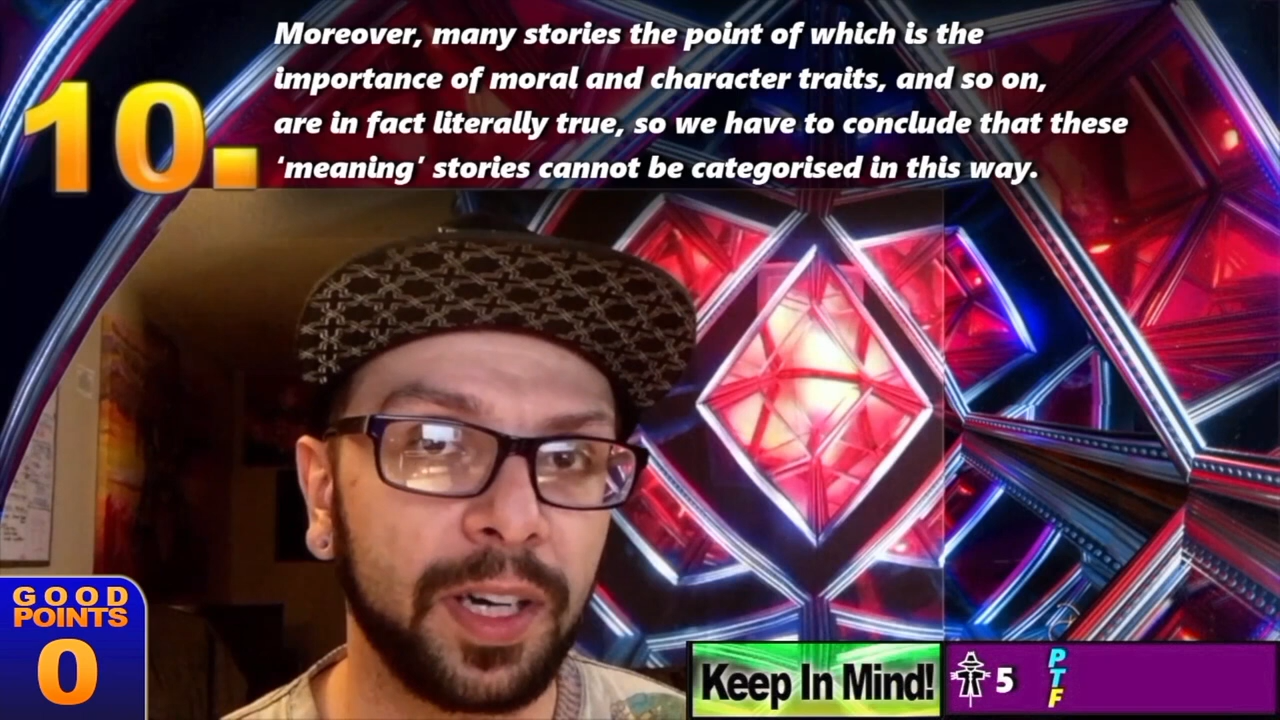 10.
Moreover, many stories the point of which is the
importance of moral and character traits, and so on,
are in fact literally true, so we have to conclude that these
‘meaning’ stories cannot be categorised in this way.
GOOD
POINTS
0
Keep In Mind!
5
PTF